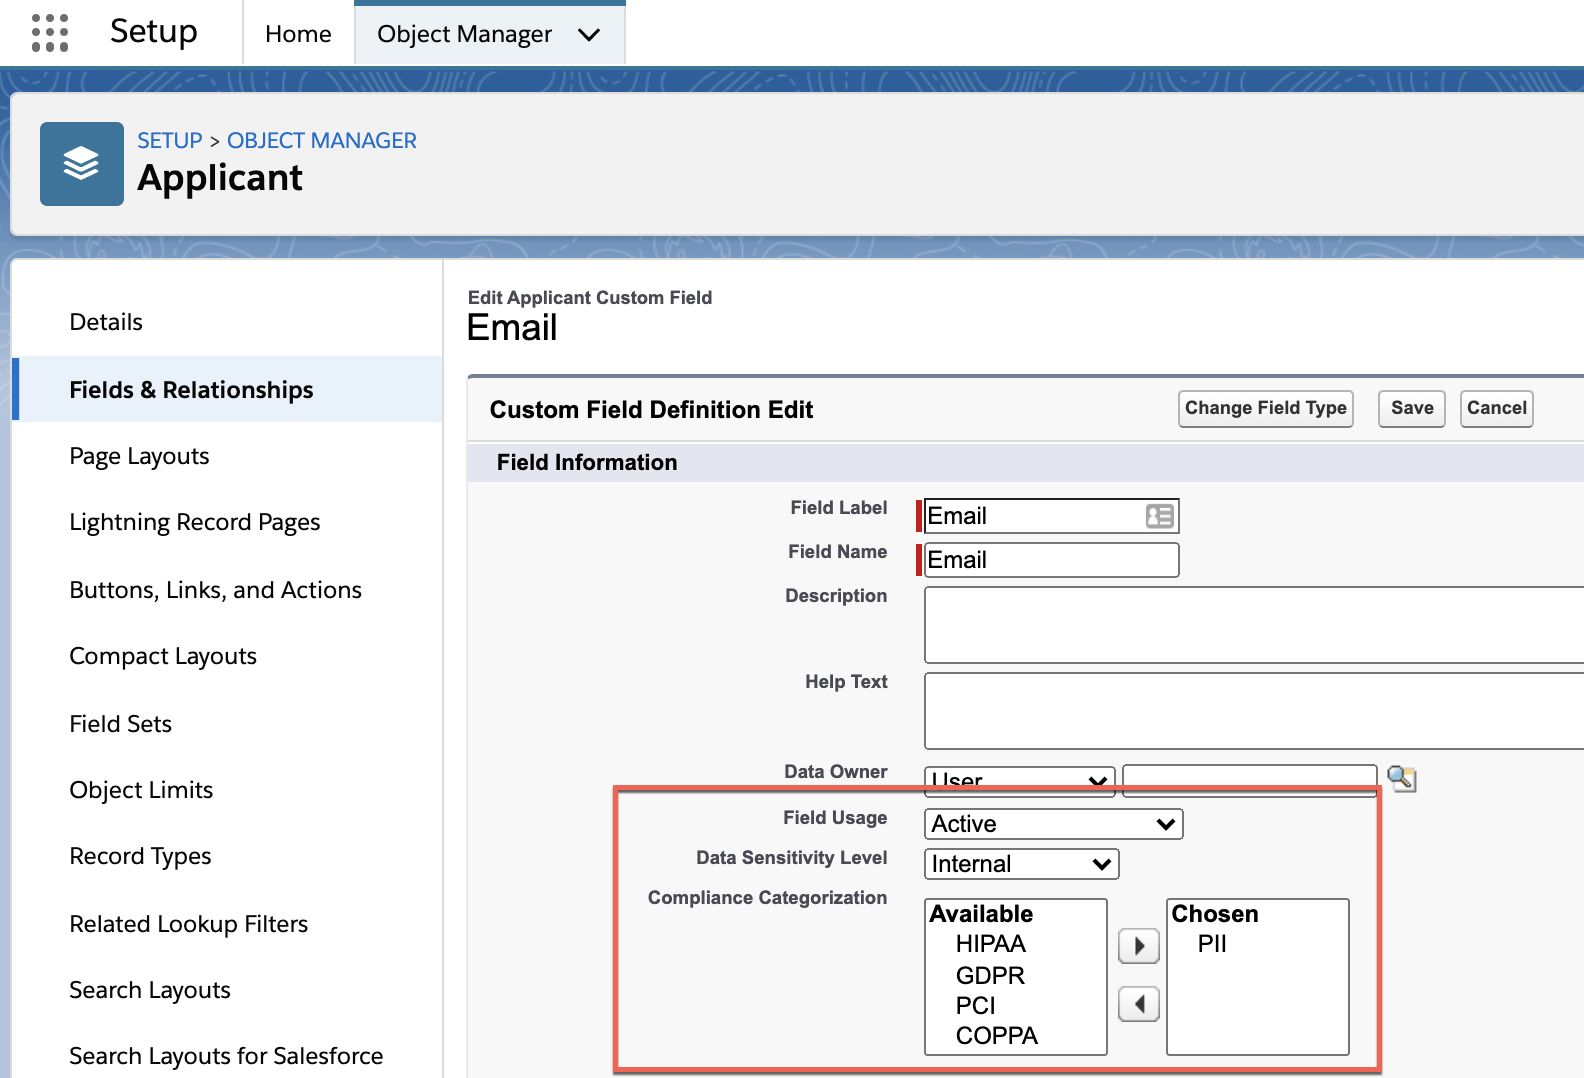 Setup
Home
Object Manager
SETUP > OBJECT MANAGER
Applicant
Details
Fields & Relationships
Page Layouts
Lightning Record Pages
Buttons, Links, and Actions
Compact Layouts
Field Sets
Object Limits
Record Types
Related Lookup Filters
Search Layouts
Search Layouts for Salesforce
Edit Applicant Custom Field
Email
Custom Field Definition Edit
Change Field Type
Save
Cancel
Field Information
Field Label
Email
Field Name
Email
Description
Help Text
Data Owner
User
Field Usage
Active
Data Sensitivity Level
Internal
Compliance Categorization
Available
HIPAA
GDPR
PCI
COPPA
Chosen
PII